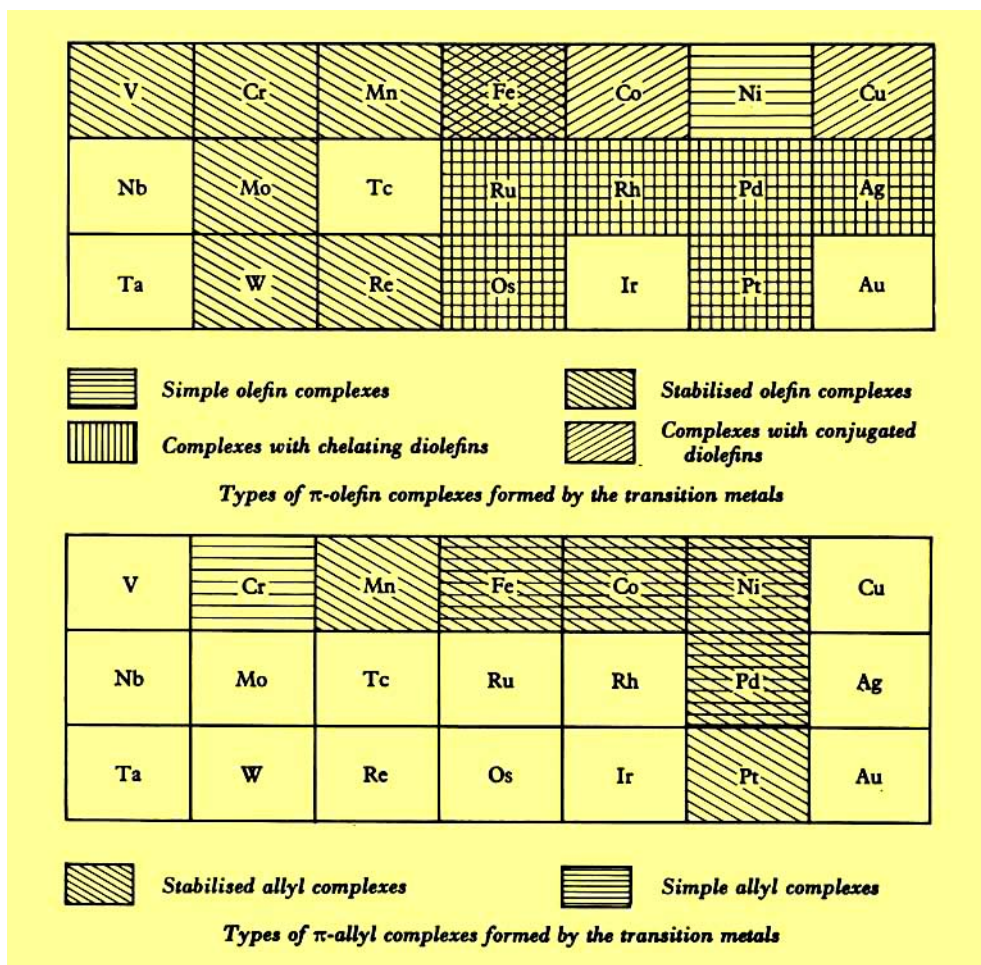 V Cr Mn Fe Co Ni Cu
Nb Mo Tc Ru Rh Pd Ag
Ta W Re Os Ir Pt Au
Simple olefin complexes
Stabilised olefin complexes
Complexes with chelating diolefins
Complexes with conjugated
diolefins
Types of π-olefin complexes formed by the transition metals
V Cr Mn Fe Co Ni Cu
Nb Mo Tc Ru Rh Pd Ag
Ta W Re Os Ir Pt Au
Stabilised allyl complexes
Simple allyl complexes
Types of π-allyl complexes formed by the transition metals